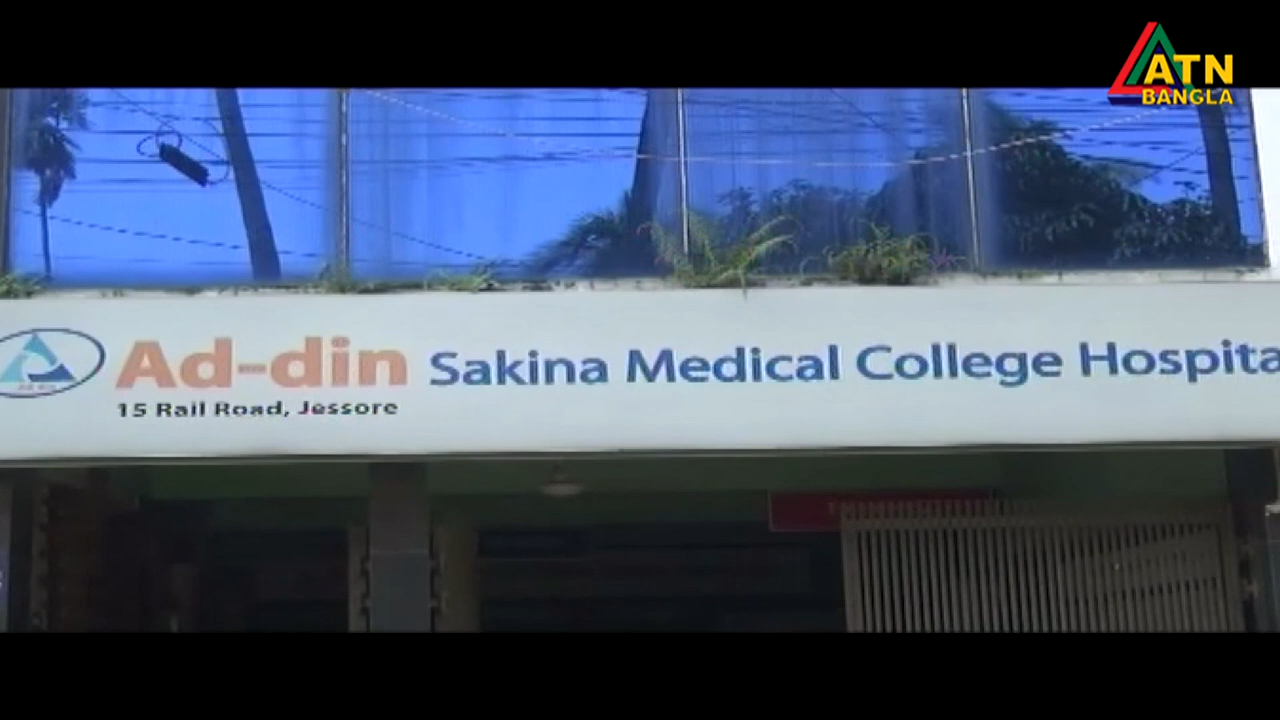 ATN
BANGLA
Ad-din Sakina Medical College Hospita
15 Rail Road, Jessore